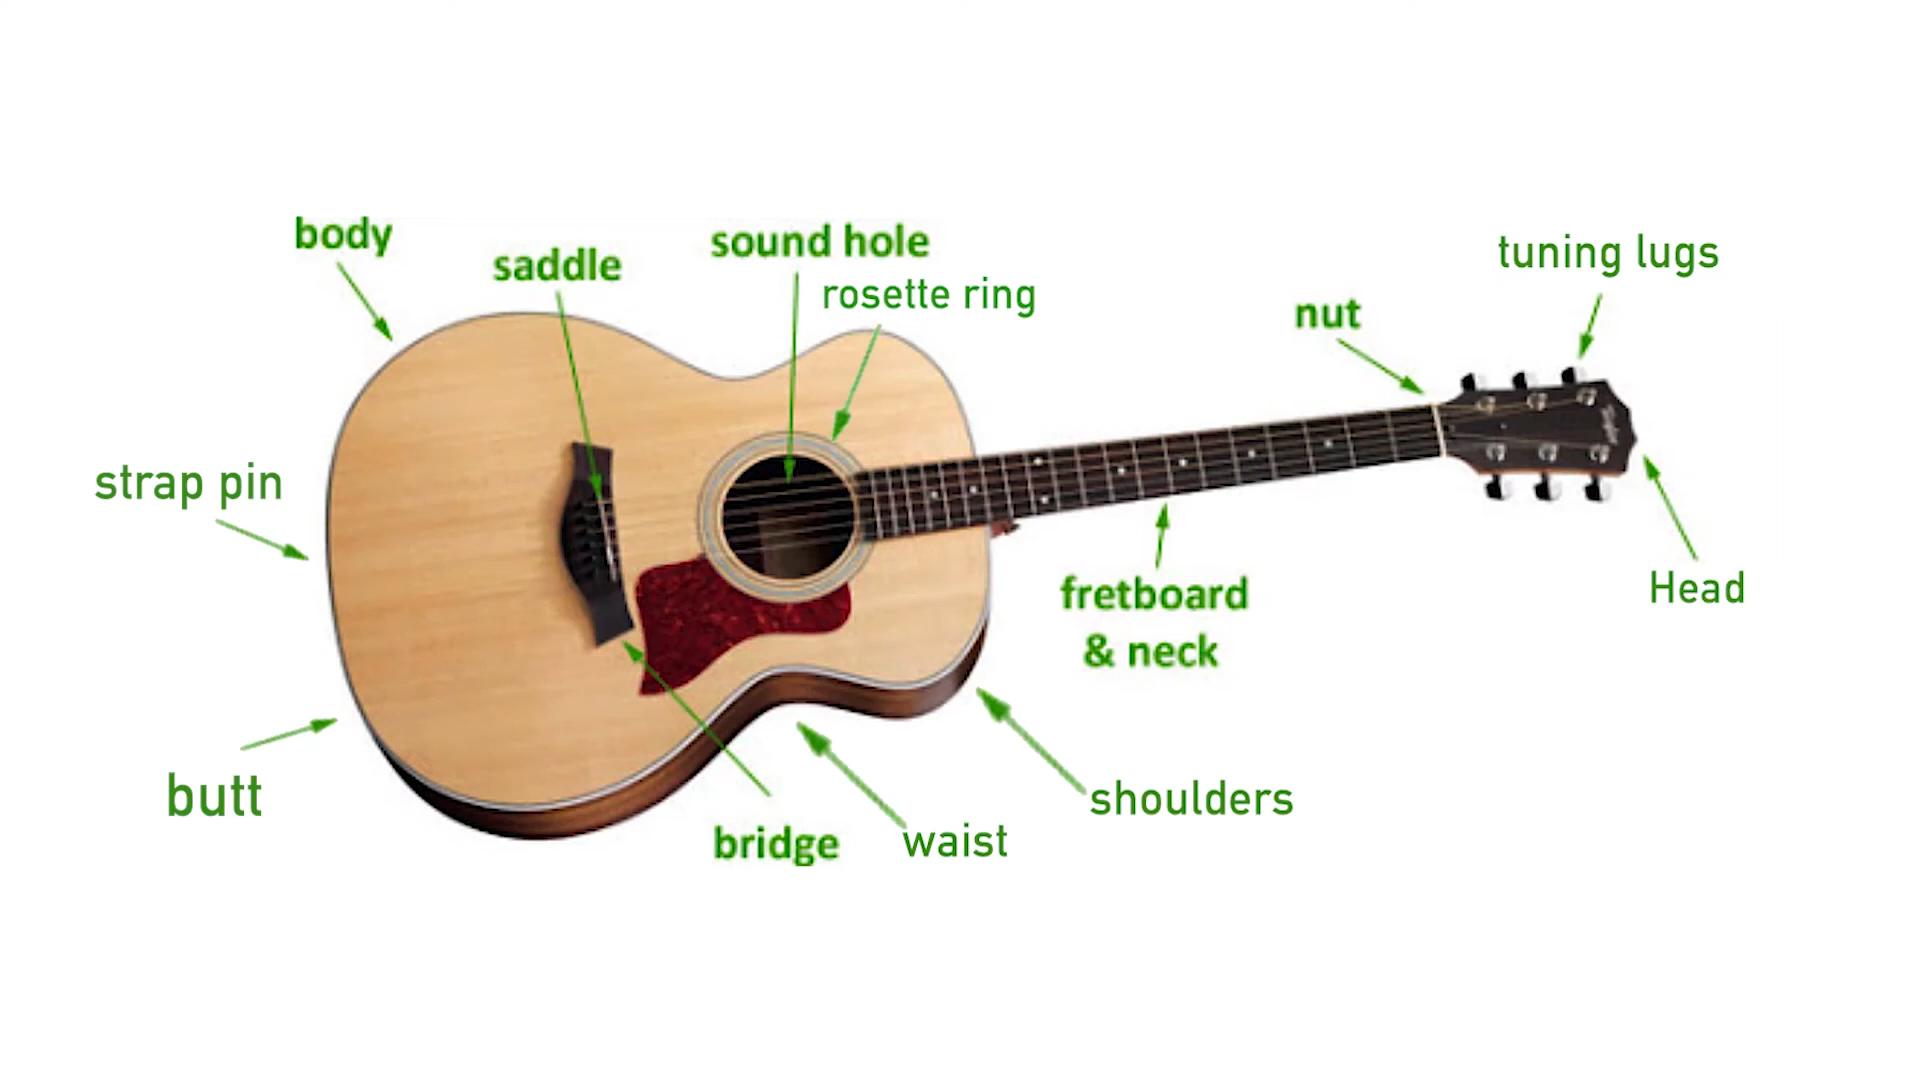 body
saddle
sound hole
rosette ring
tuning lugs
nut
strap pin
Head
fretboard
& neck
butt
bridge
waist
shoulders